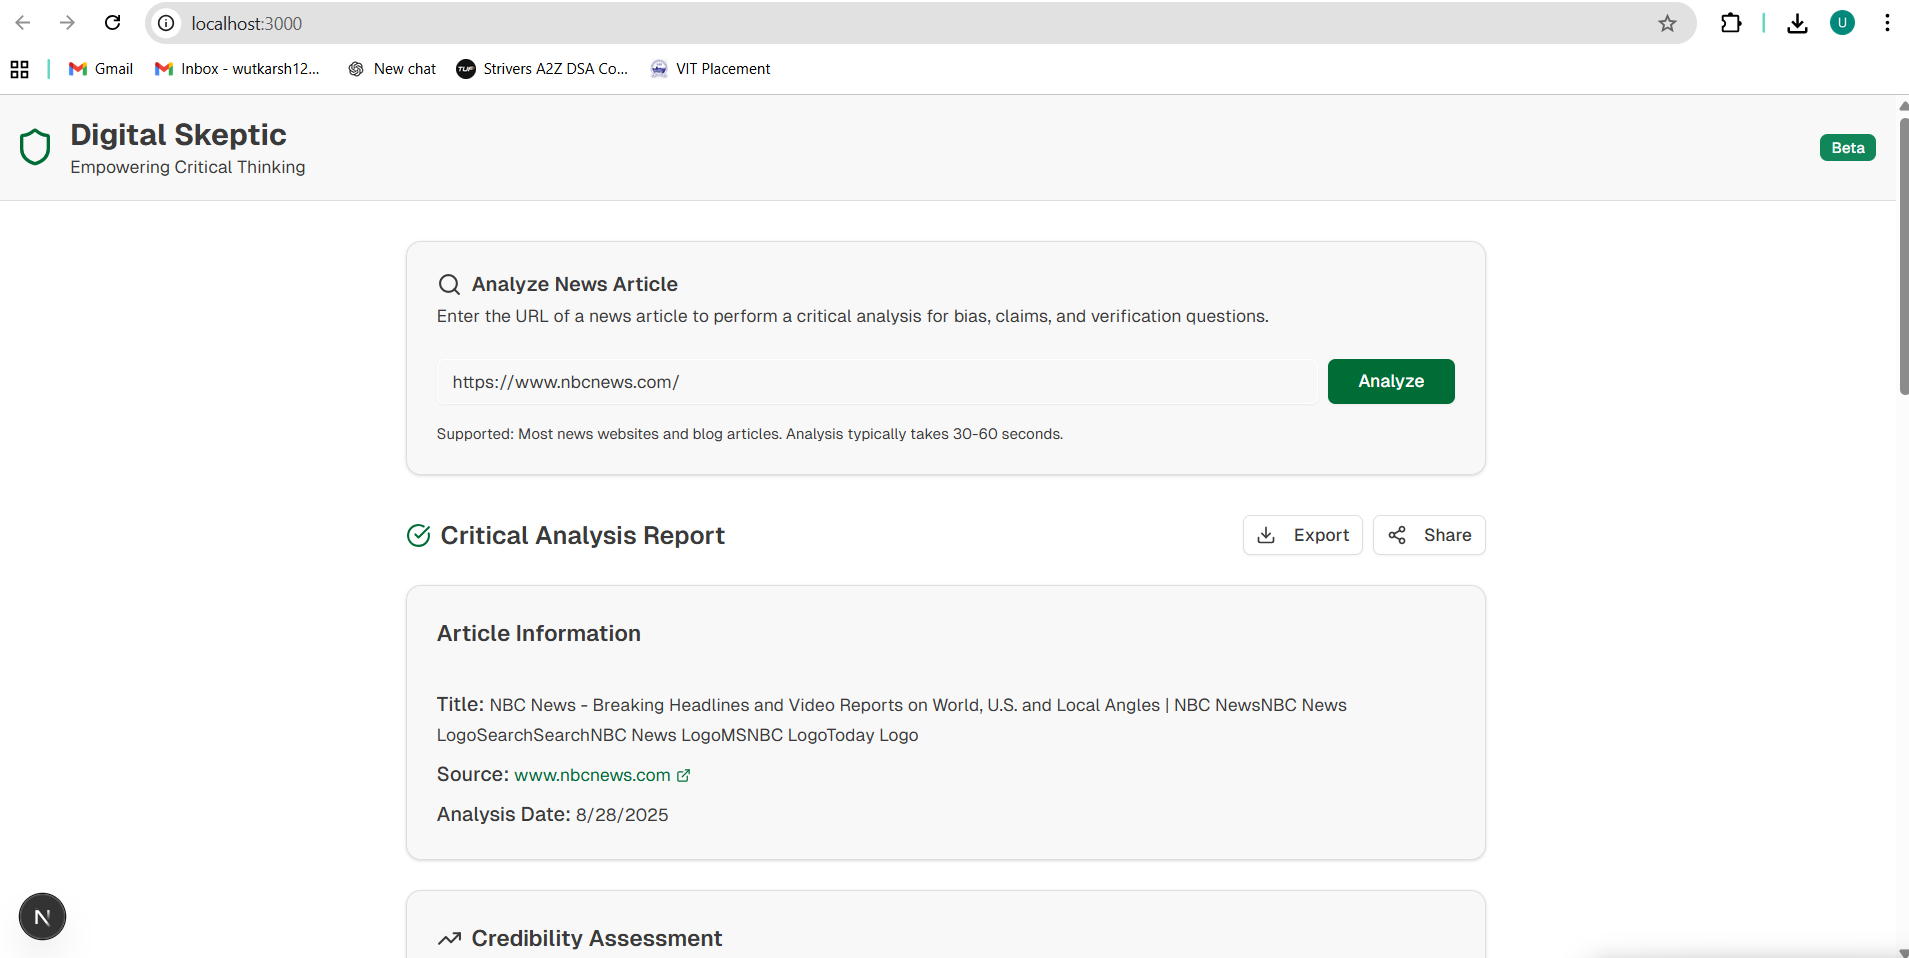 localhost:3000
U
Gmail
Inbox - wutkarsh12...
New chat
TUF
Strivers A2Z DSA Co...
VIT Placement
Digital Skeptic
Empowering Critical Thinking
Beta
Analyze News Article
Enter the URL of a news article to perform a critical analysis for bias, claims, and verification questions.
https://www.nbcnews.com/
Analyze
Supported: Most news websites and blog articles. Analysis typically takes 30-60 seconds.
Critical Analysis Report
Export
Share
Article Information
Title: NBC News - Breaking Headlines and Video Reports on World, U.S. and Local Angles | NBC NewsNBC News
LogoSearchSearchNBC News LogoMSNBC LogoToday Logo
Source: www.nbcnews.com
Analysis Date: 8/28/2025
N
Credibility Assessment